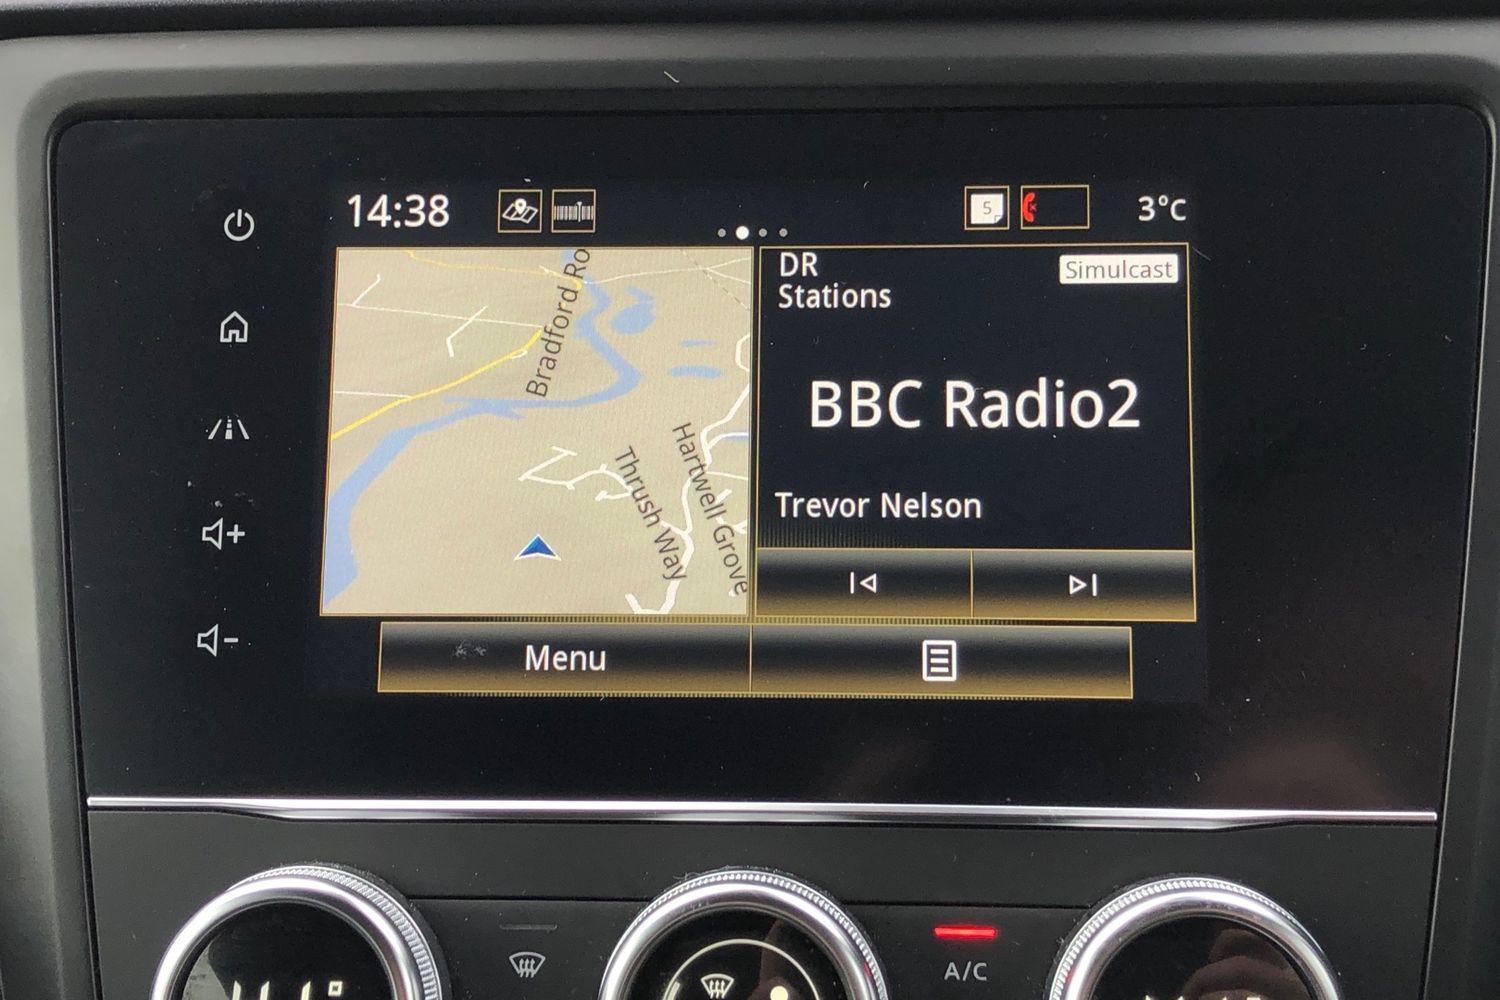 14:38
5
3°C
DR
Stations
Simulcast
BBC Radio2
Trevor Nelson
Bradford Ro
Hartwell Grove
Thrush Way
Menu
A/C